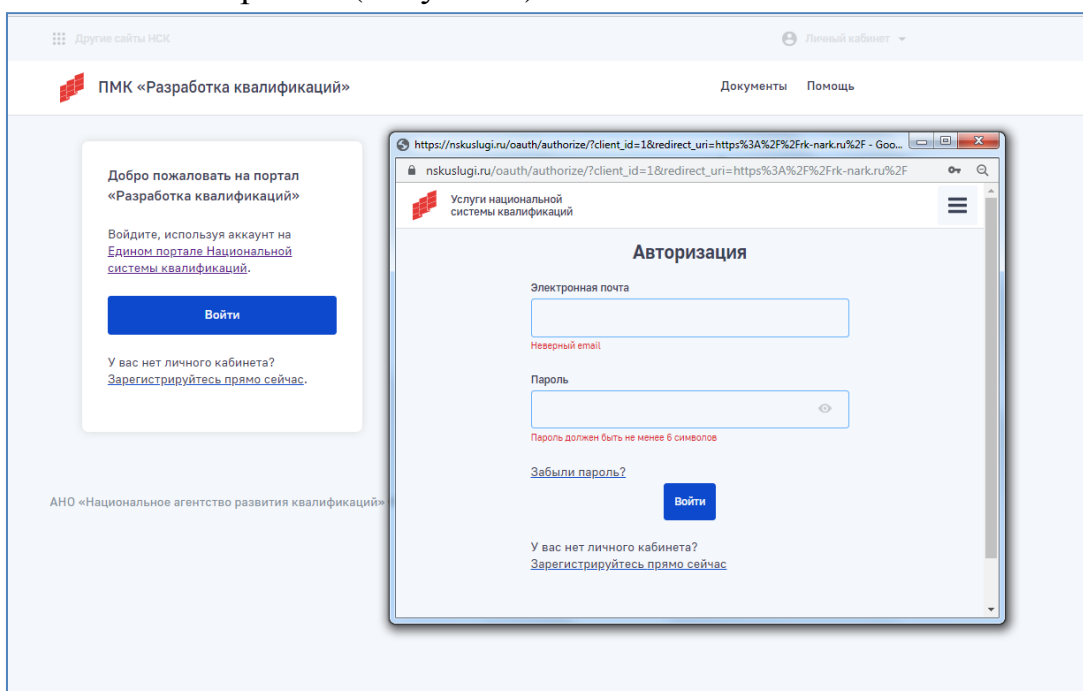 Другие сайты НСК
Личный кабинет
ПМК «Разработка квалификаций»
Документы Помощь
Добро пожаловать на портал
«Разработка квалификаций»
Войдите, используя аккаунт на
Едином портале Национальной
системы квалификаций.
Войти
У вас нет личного кабинета?
Зарегистрируйтесь прямо сейчас.
АНО «Национальное агентство развития квалификаций»
https://nskuslugi.ru/oauth/authorize/?client_id=1&redirect_uri=https%3A%2F%2Frk-nark.ru%2F - Goo...
nskuslugi.ru/oauth/authorize/?client_id=1&redirect_uri=https%3A%2F%2Frk-nark.ru%2F
Услуги национальной
системы квалификаций
Авторизация
Электронная почта
Неверный email
Пароль
Пароль должен быть не менее 6 символов
Забыли пароль?
Войти
У вас нет личного кабинета?
Зарегистрируйтесь прямо сейчас